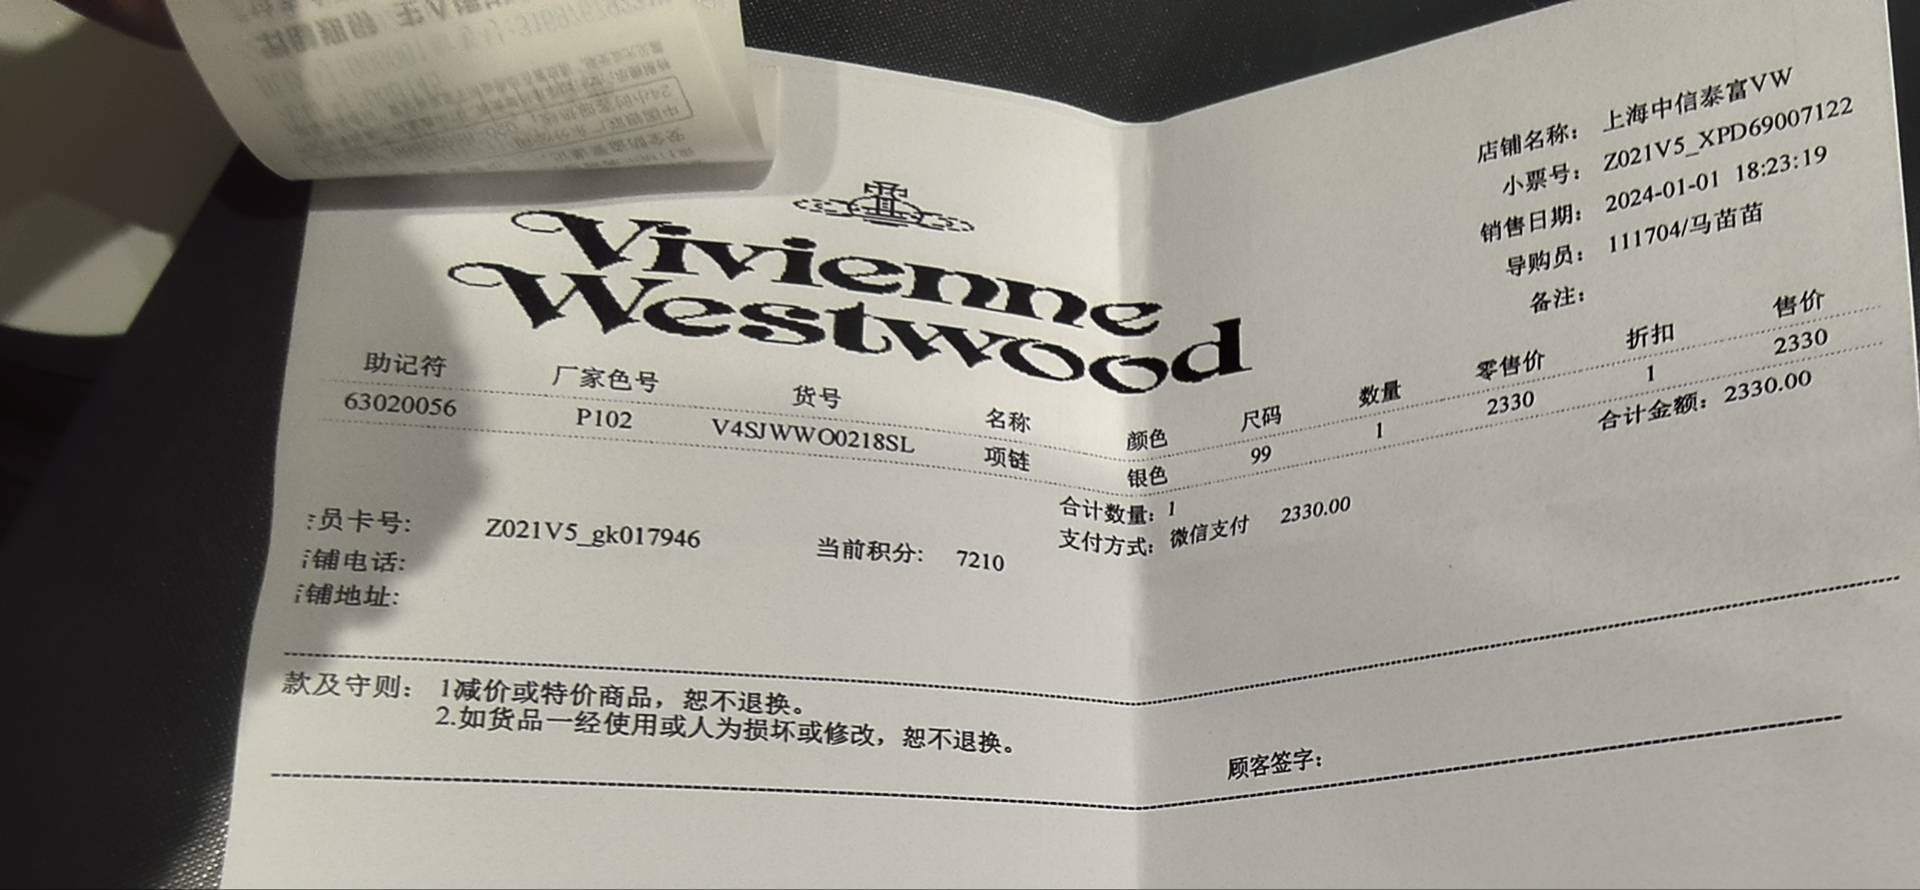 Vivienne
Westwood
店铺名称： 上海中信泰富VW
小票号： Z021V5_XPD69007122
销售日期： 2024-01-01 18:23:19
导购员： 111704/马苗苗
备注：
助记符 厂家色号 货号 名称 颜色 尺码 数量 零售价 折扣 售价
63020056 P102 V4SJWWO0218SL 项链 银色 99 1 2330 1 2330
合计数量：1 合计金额：2330.00
支付方式：微信支付 2330.00
员卡号: Z021V5_gk017946 当前积分: 7210
铺电话:
铺地址:
款及守则： 1减价或特价商品，恕不退换。
2.如货品一经使用或人为损坏或修改，恕不退换。
顾客签字：